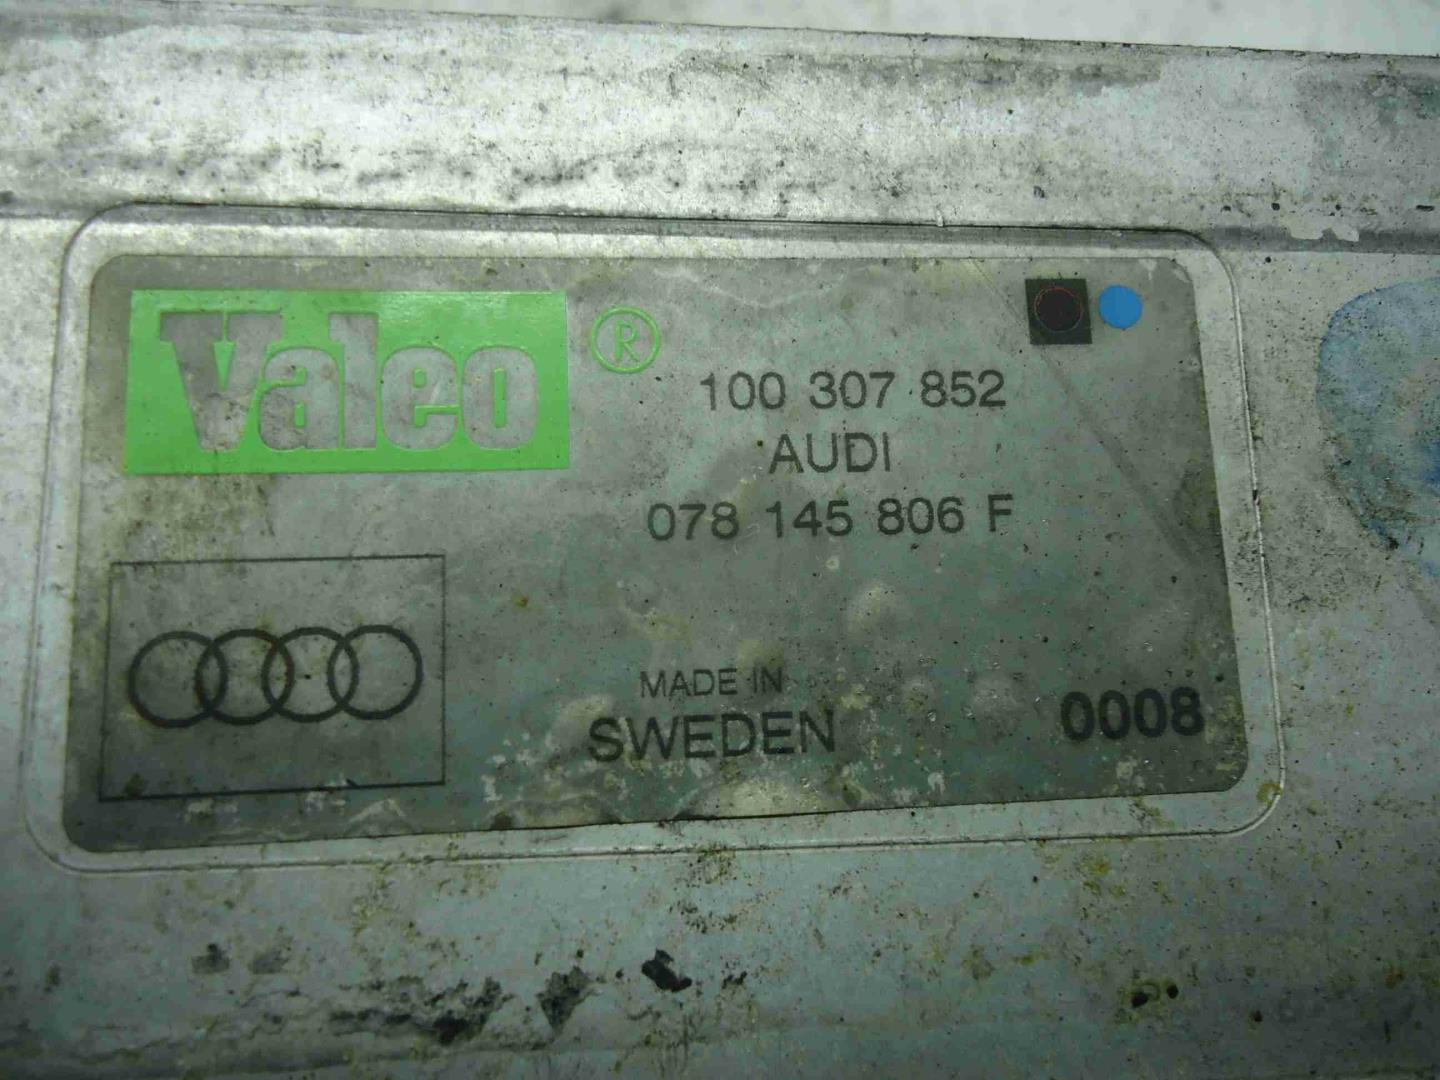 Valeo ®
100 307 852
AUDI
078 145 806 F
MADE IN
SWEDEN
0008